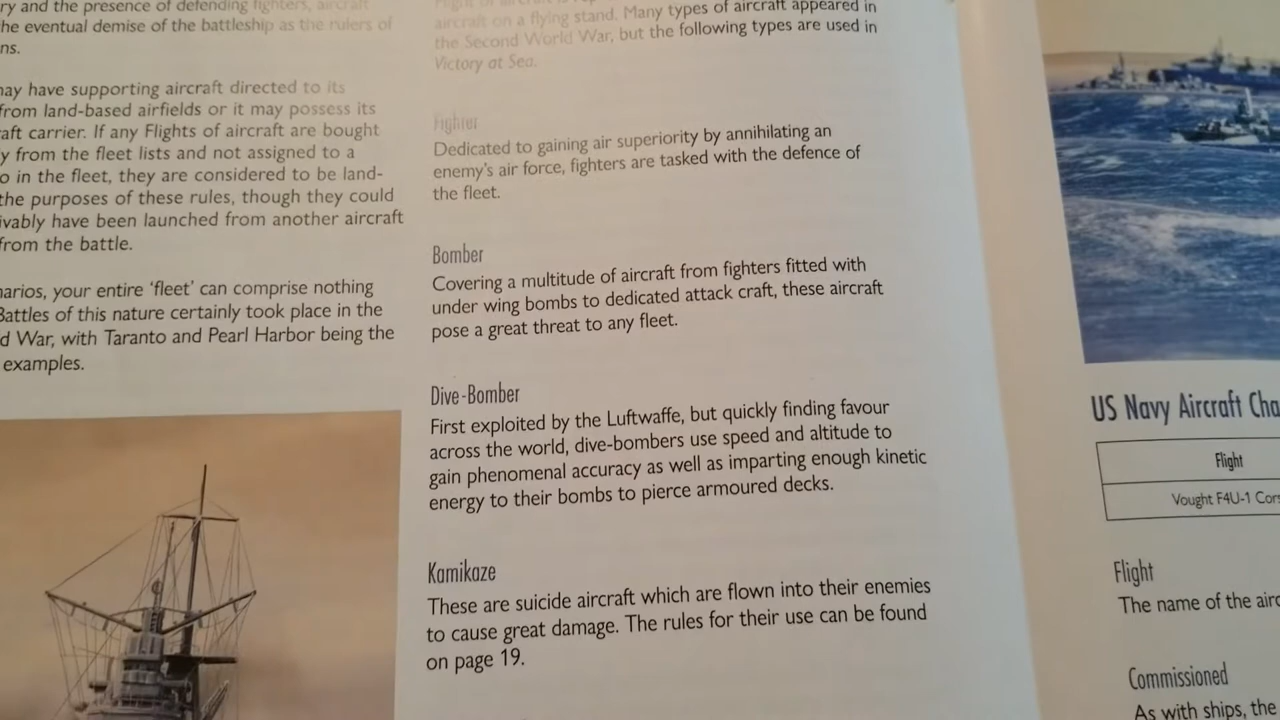 ry and the presence of defending fighters, aircraft
he eventual demise of the battleship as the rulers of
ns.
nay have supporting aircraft directed to its
from land-based airfields or it may possess its
aft carrier. If any Flights of aircraft are bought
y from the fleet lists and not assigned to a
o in the fleet, they are considered to be land-
the purposes of these rules, though they could
ivably have been launched from another aircraft
from the battle.
narios, your entire ‘fleet’ can comprise nothing
Battles of this nature certainly took place in the
d War, with Taranto and Pearl Harbor being the
examples.
aircraft on a flying stand. Many types of aircraft appeared in
the Second World War, but the following types are used in
Victory at Sea.
Fighter
Dedicated to gaining air superiority by annihilating an
enemy’s air force, fighters are tasked with the defence of
the fleet.
Bomber
Covering a multitude of aircraft from fighters fitted with
under wing bombs to dedicated attack craft, these aircraft
pose a great threat to any fleet.
Dive-Bomber
First exploited by the Luftwaffe, but quickly finding favour
across the world, dive-bombers use speed and altitude to
gain phenomenal accuracy as well as imparting enough kinetic
energy to their bombs to pierce armoured decks.
Kamikaze
These are suicide aircraft which are flown into their enemies
to cause great damage. The rules for their use can be found
on page 19.
US Navy Aircraft Cha
Flight
Vought F4U-1 Cors
Flight
The name of the airc
Commissioned
As with ships, the